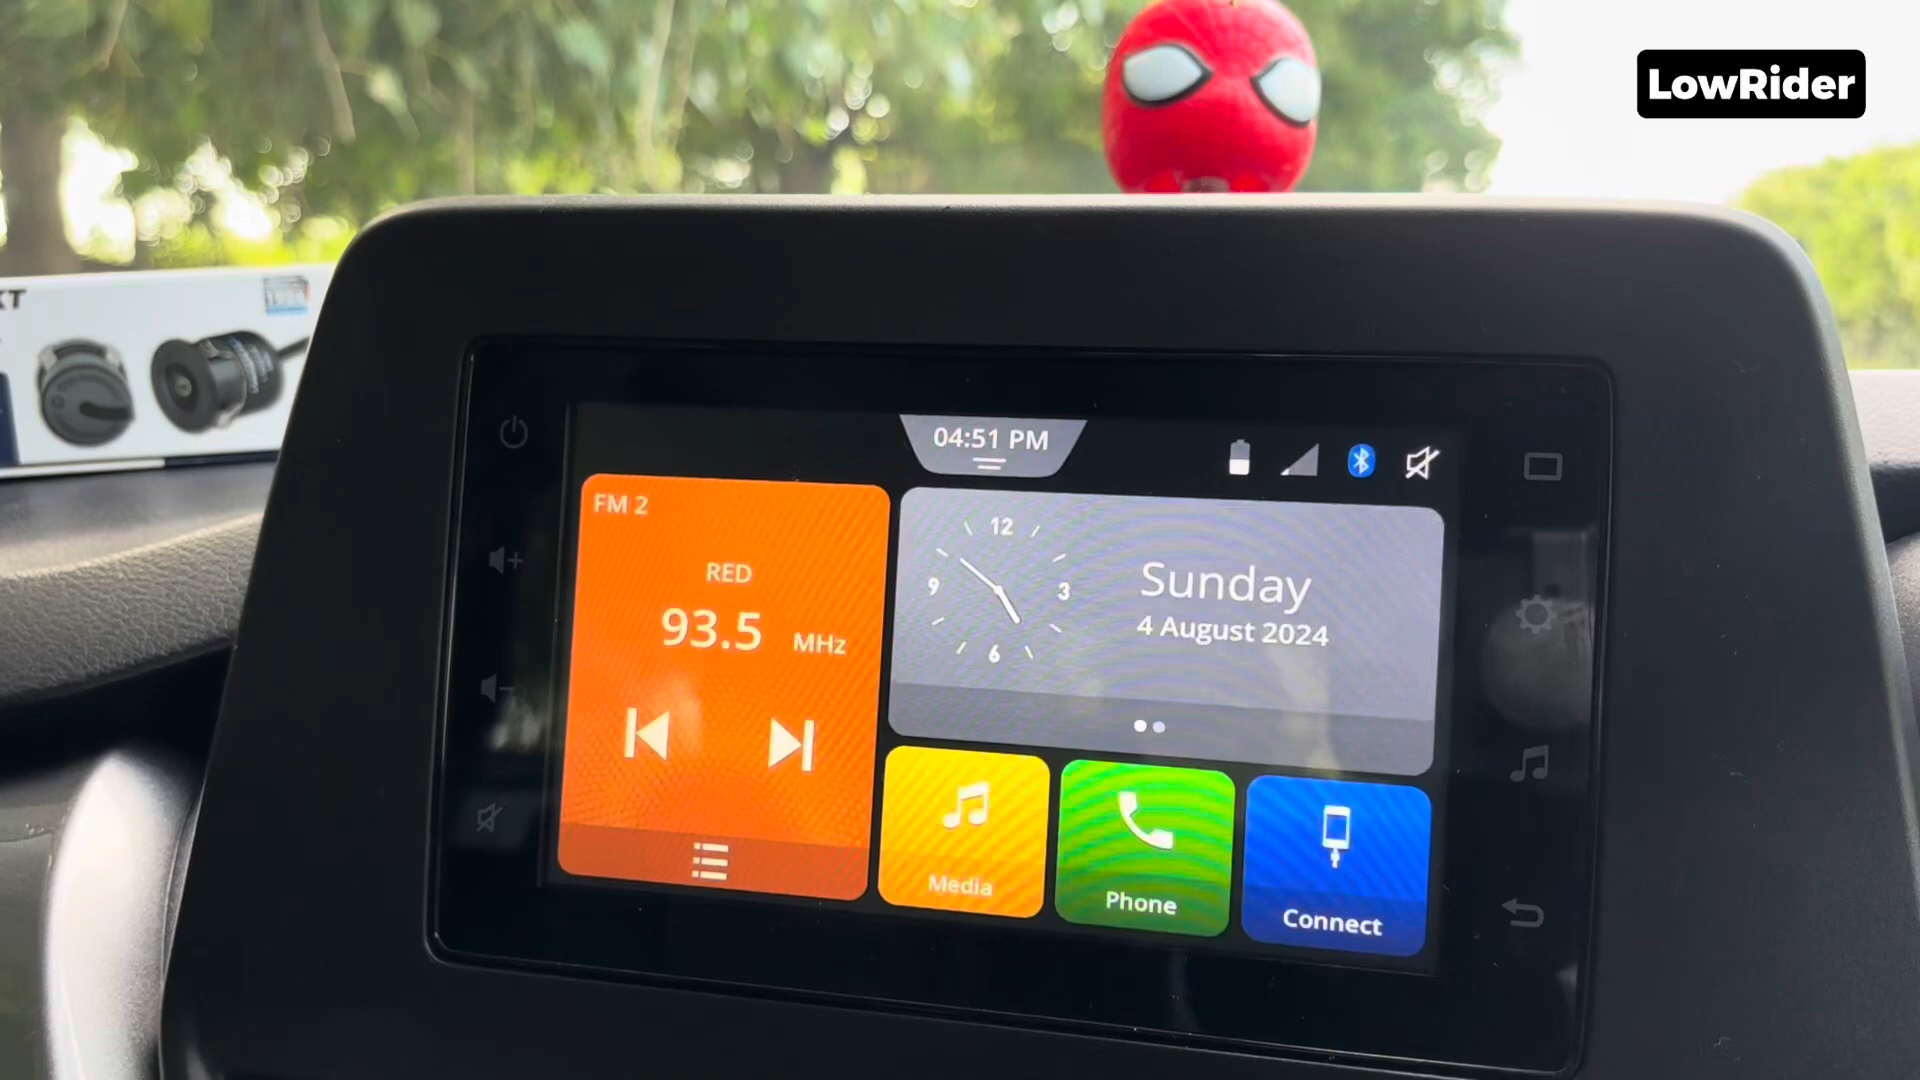 LowRider
04:51 PM
FM 2
RED
93.5 MHz
12
9
3
6
Sunday
4 August 2024
Media
Phone
Connect